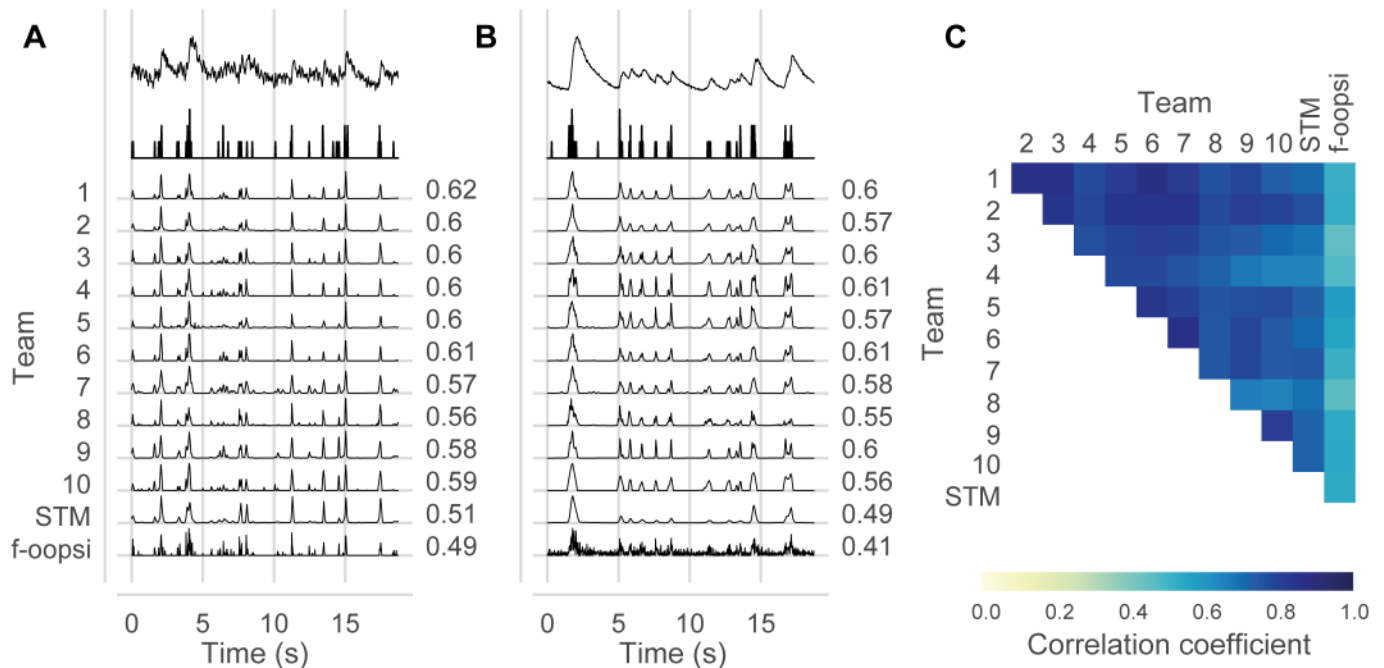 A
B
C
1 0.62
2 0.6
3 0.6
4 0.6
5 0.6
6 0.61
7 0.57
8 0.56
9 0.58
10 0.59
STM 0.51
f-oopsi 0.49
Team
0 5 10 15
Time (s)
0.6
0.57
0.6
0.61
0.57
0.61
0.58
0.55
0.6
0.56
0.49
0.41
0 5 10 15
Time (s)
Team
2 3 4 5 6 7 8 9 10 STM f-oopsi
Team
1
2
3
4
5
6
7
8
9
10
STM
0.0 0.2 0.4 0.6 0.8 1.0
Correlation coefficient